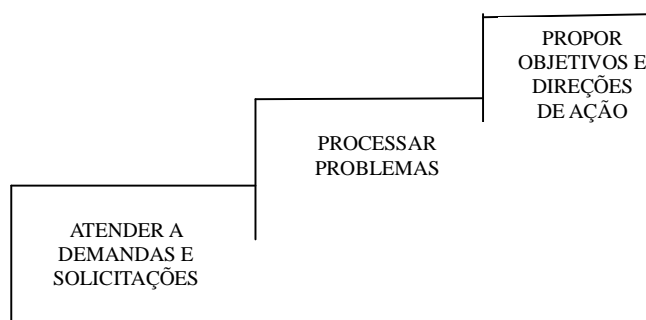 PROPOR
OBJETIVOS E
DIREÇÕES
DE AÇÃO
PROCESSAR
PROBLEMAS
ATENDER A
DEMANDAS E
SOLICITAÇÕES